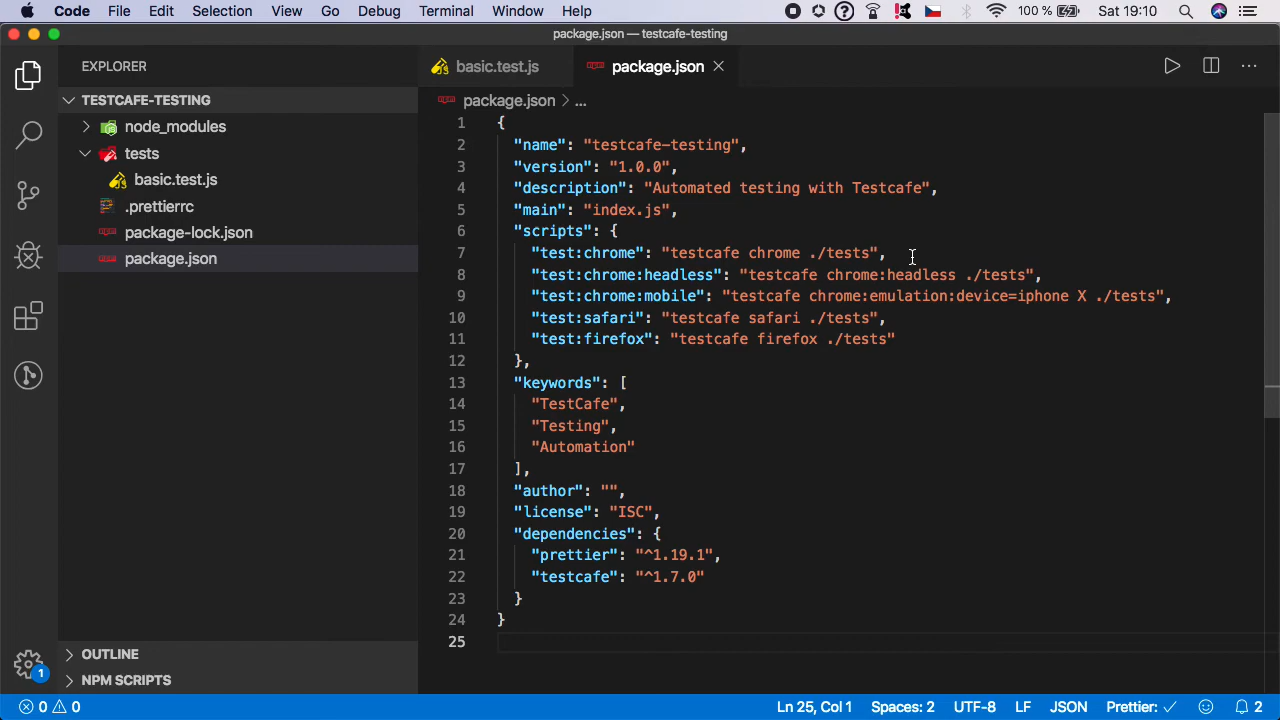 Code File Edit Selection View Go Debug Terminal Window Help 100 % Sat 19:10
package.json — testcafe-testing
EXPLORER
TESTCAFE-TESTING
node_modules
tests
basic.test.js
.prettierrc
package-lock.json
package.json
OUTLINE
NPM SCRIPTS
1
basic.test.js package.json
package.json > ...
1 {
2 "name": "testcafe-testing",
3 "version": "1.0.0",
4 "description": "Automated testing with Testcafe",
5 "main": "index.js",
6 "scripts": {
7 "test:chrome": "testcafe chrome ./tests",
8 "test:chrome:headless": "testcafe chrome:headless ./tests",
9 "test:chrome:mobile": "testcafe chrome:emulation:device=iphone X ./tests",
10 "test:safari": "testcafe safari ./tests",
11 "test:firefox": "testcafe firefox ./tests"
12 },
13 "keywords": [
14 "TestCafe",
15 "Testing",
16 "Automation"
17 ],
18 "author": "",
19 "license": "ISC",
20 "dependencies": {
21 "prettier": "^1.19.1",
22 "testcafe": "^1.7.0"
23 }
24 }
25
0 0 Ln 25, Col 1 Spaces: 2 UTF-8 LF JSON Prettier: ✓ 2